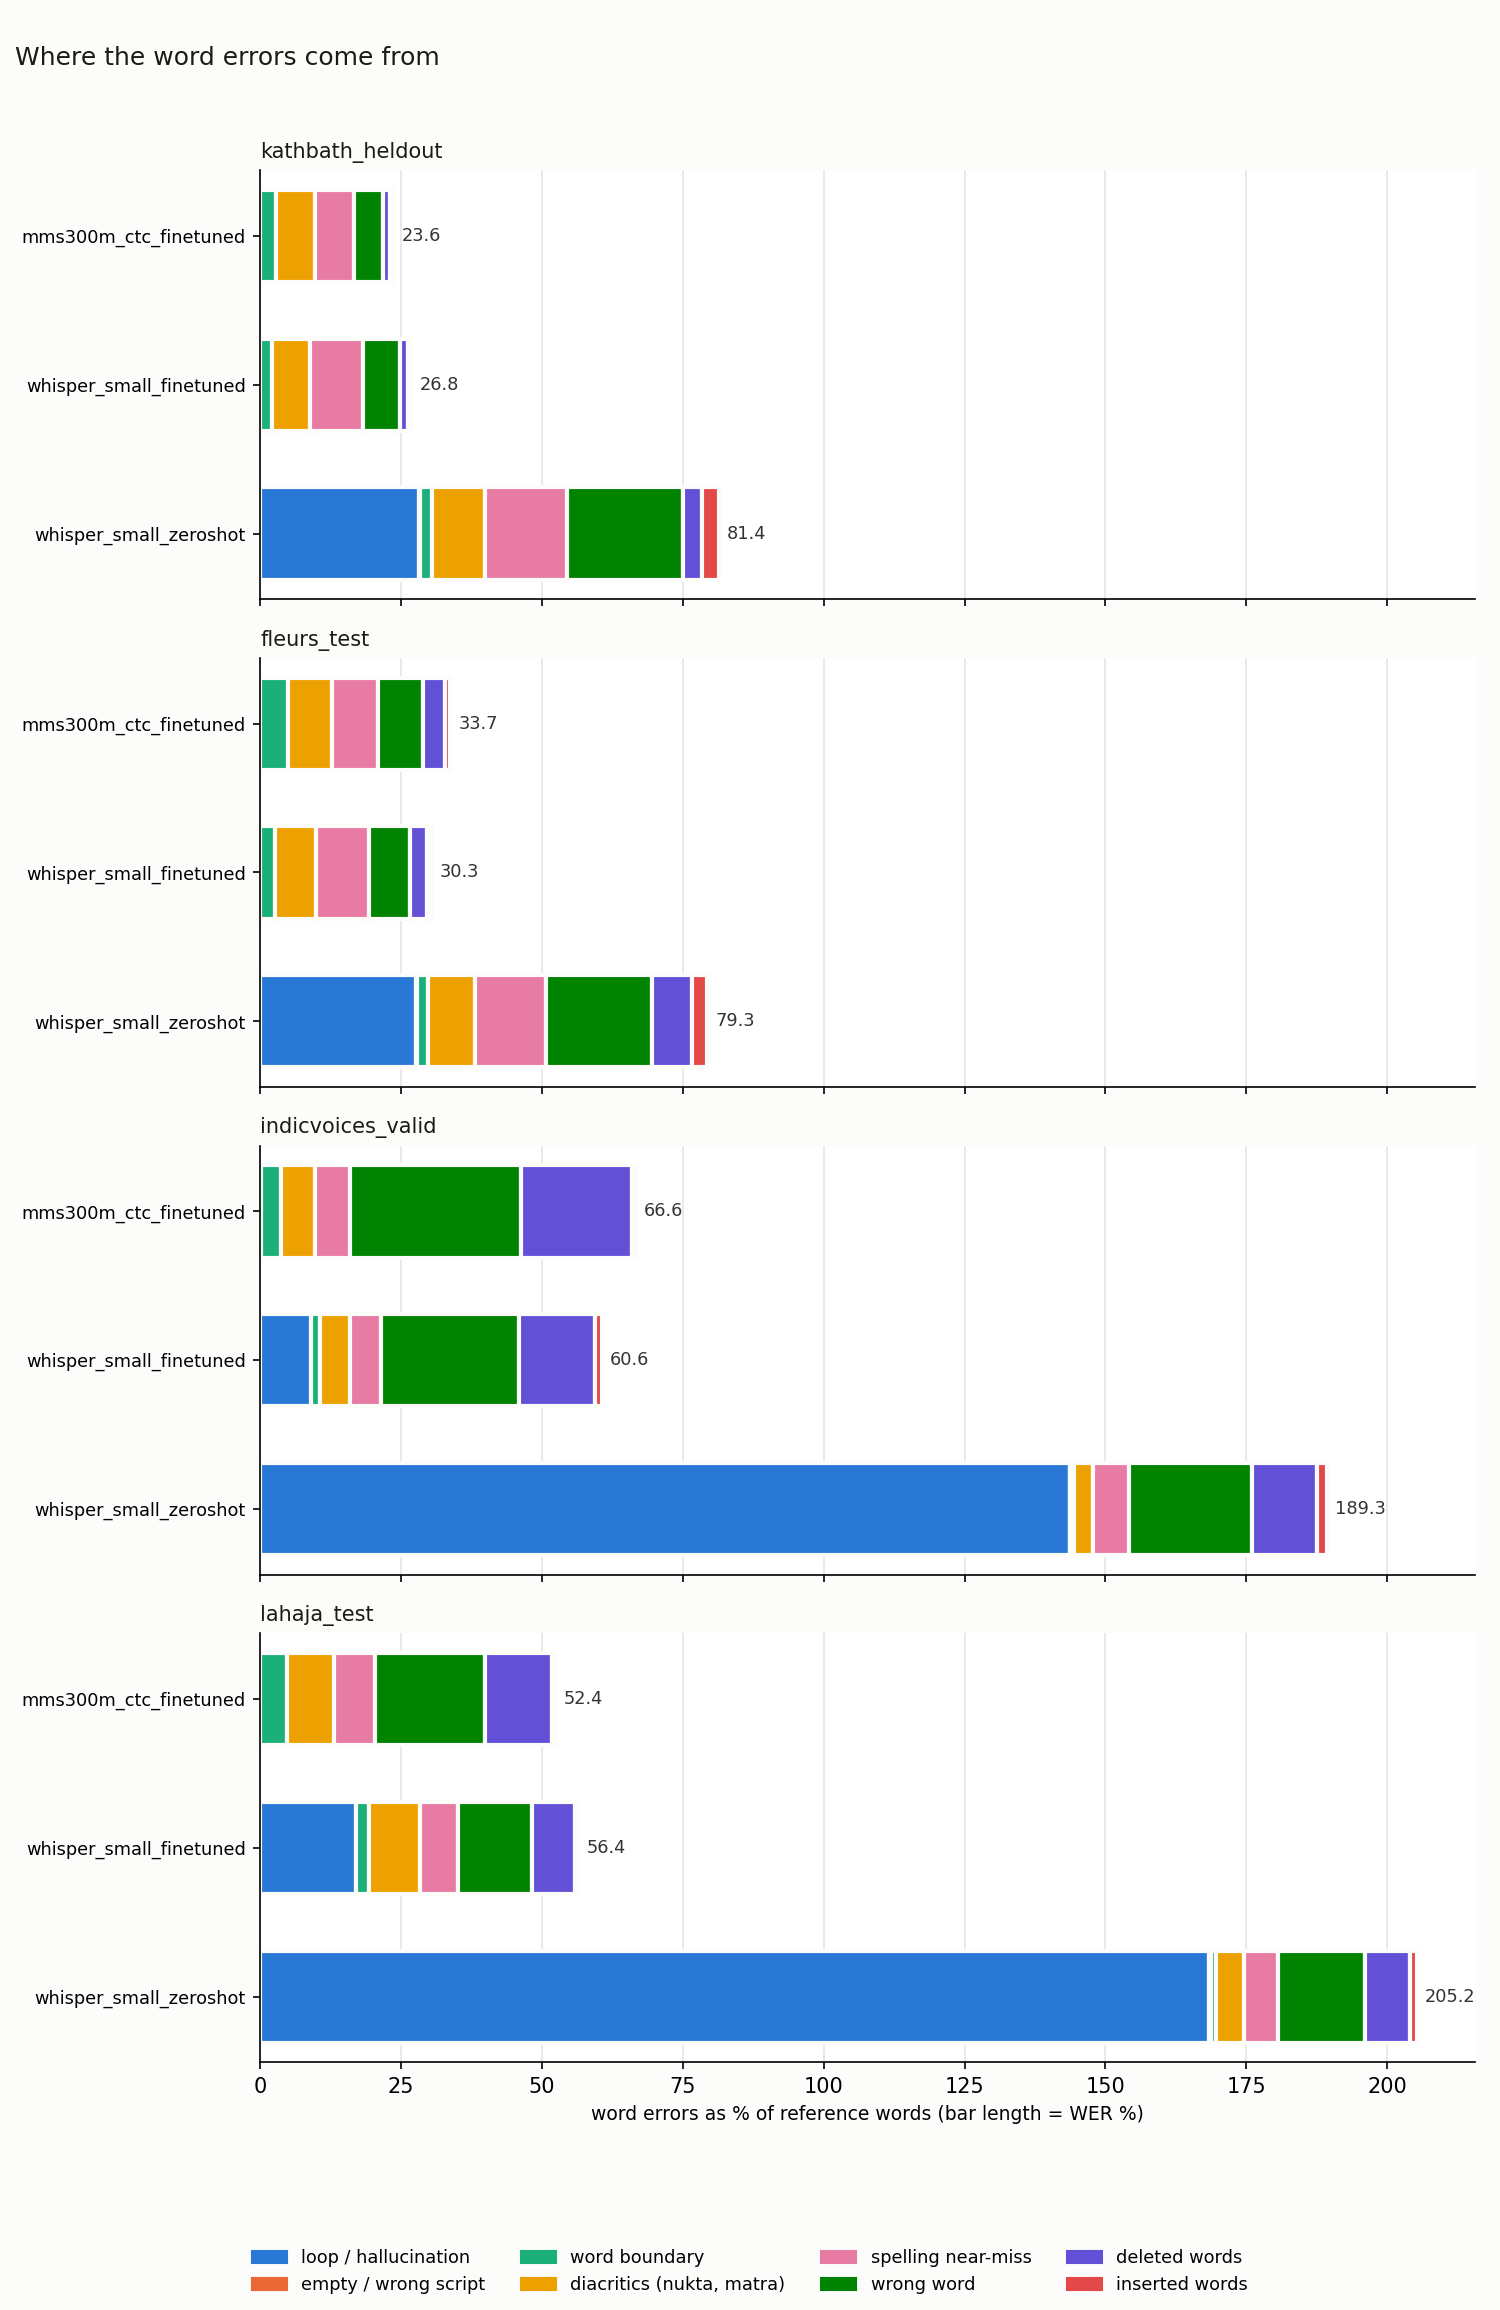 Where the word errors come from
kathbath_heldout
mms300m_ctc_finetuned 23.6
whisper_small_finetuned 26.8
whisper_small_zeroshot 81.4
fleurs_test
mms300m_ctc_finetuned 33.7
whisper_small_finetuned 30.3
whisper_small_zeroshot 79.3
indicvoices_valid
mms300m_ctc_finetuned 66.6
whisper_small_finetuned 60.6
whisper_small_zeroshot 189.3
lahaja_test
mms300m_ctc_finetuned 52.4
whisper_small_finetuned 56.4
whisper_small_zeroshot 205.2
0 25 50 75 100 125 150 175 200
word errors as % of reference words (bar length = WER %)
loop / hallucination word boundary spelling near-miss deleted words
empty / wrong script diacritics (nukta, matra) wrong word inserted words